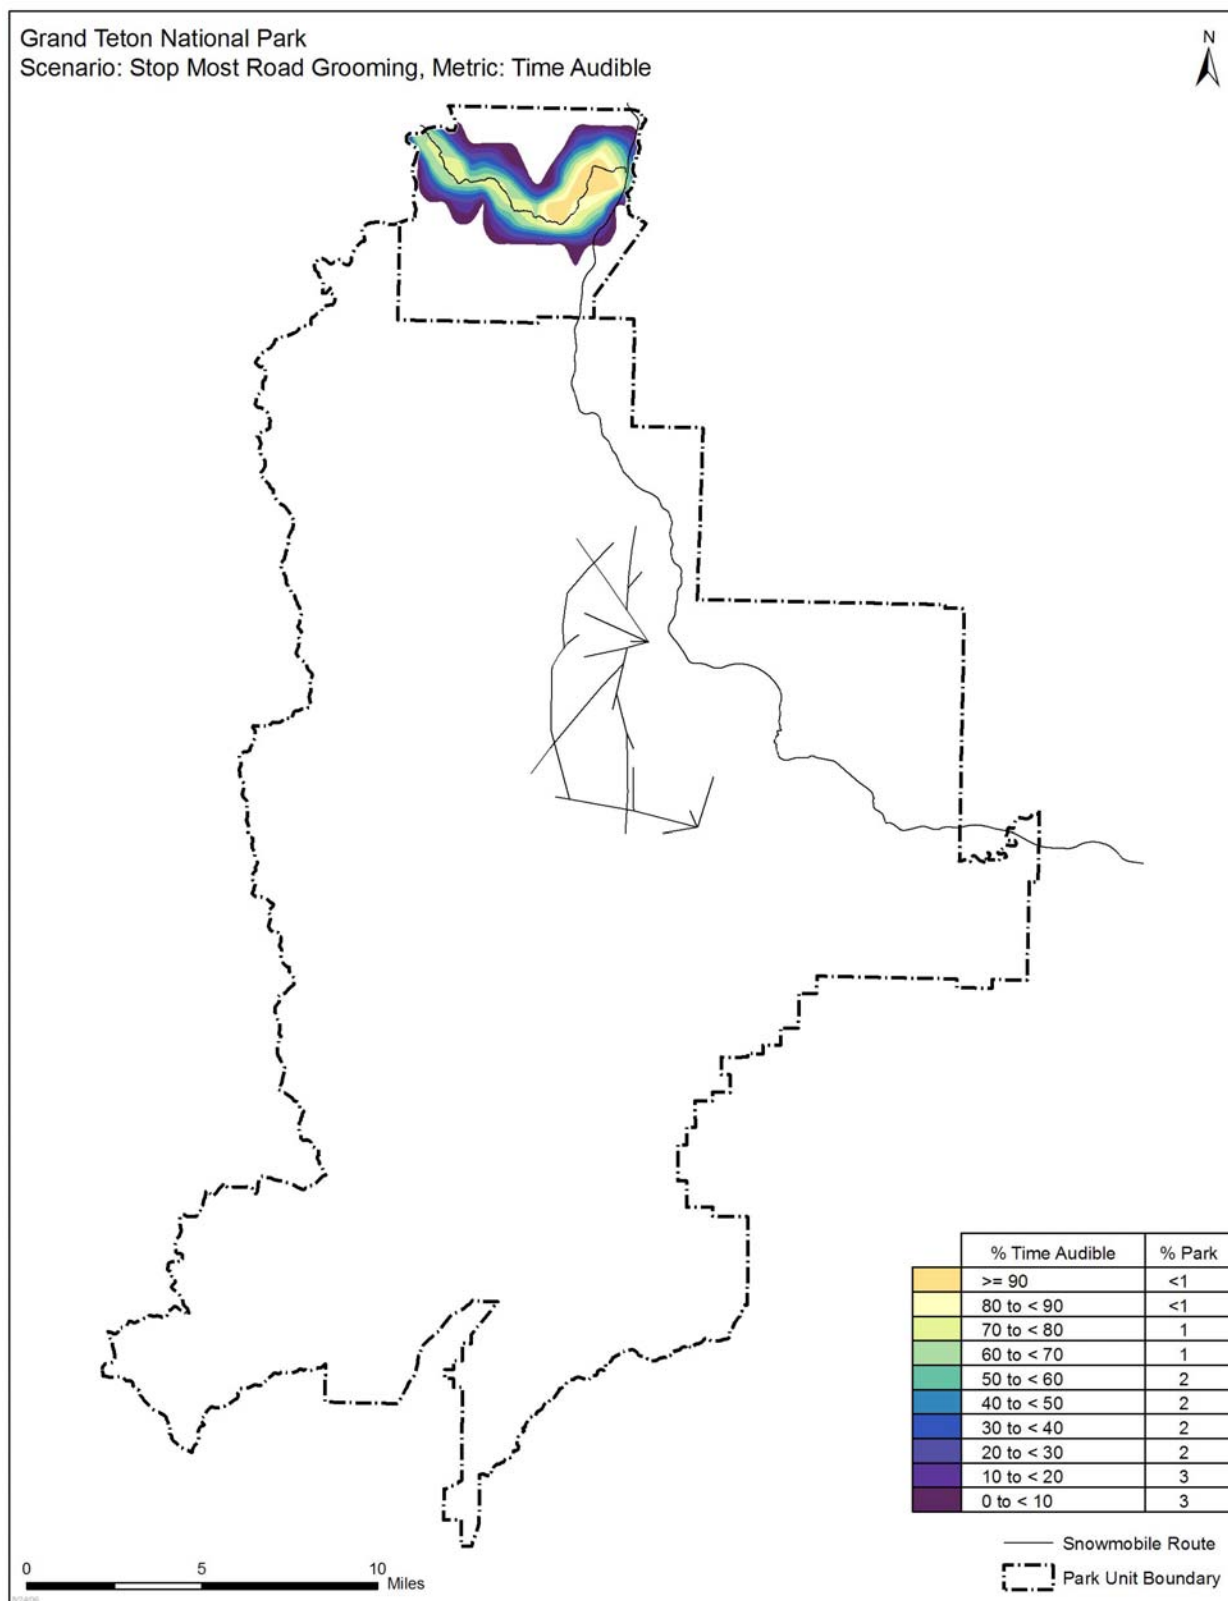 Grand Teton National Park
Scenario: Stop Most Road Grooming, Metric: Time Audible
N
% Time Audible % Park
>= 90 <1
80 to < 90 <1
70 to < 80 1
60 to < 70 1
50 to < 60 2
40 to < 50 2
30 to < 40 2
20 to < 30 2
10 to < 20 3
0 to < 10 3
Snowmobile Route
Park Unit Boundary
0 5 10
Miles